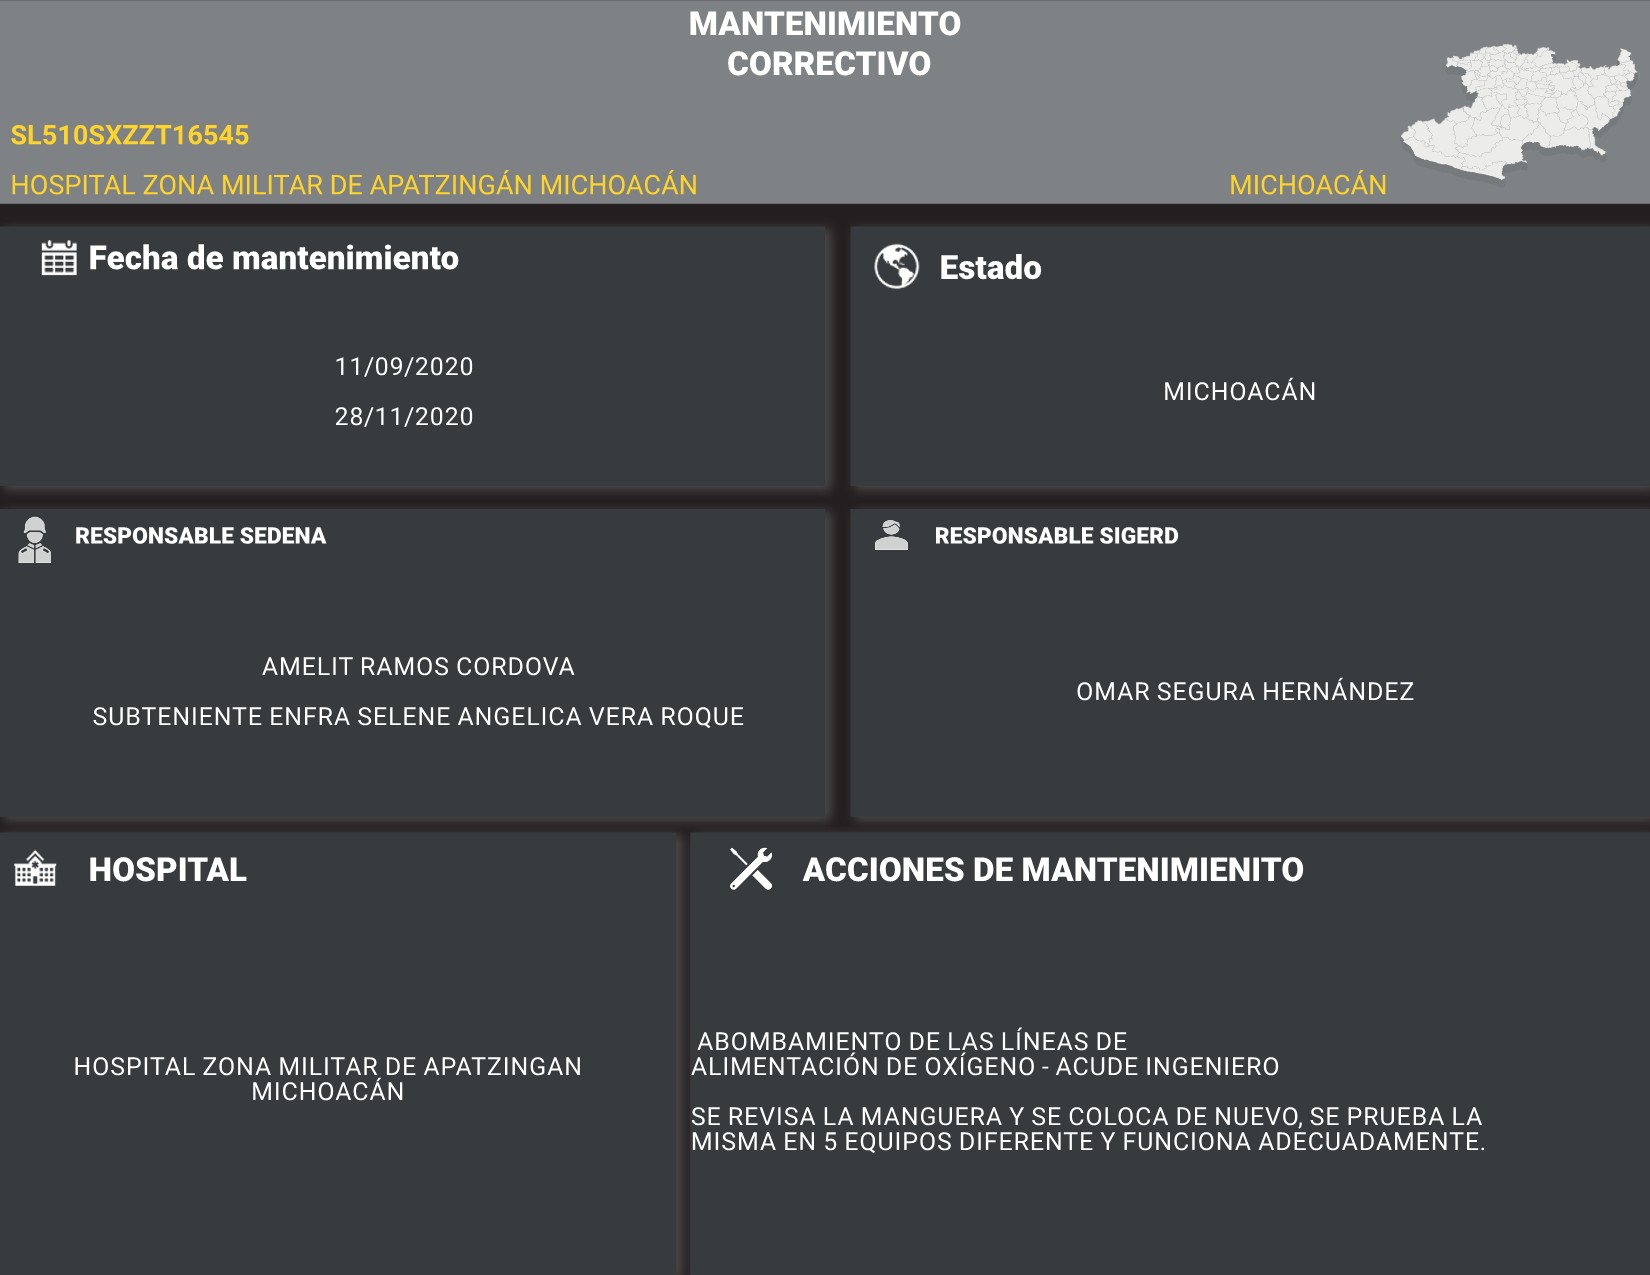 MANTENIMIENTO
CORRECTIVO
SL510SXZZT16545
HOSPITAL ZONA MILITAR DE APATZINGÁN MICHOACÁN
MICHOACÁN
Fecha de mantenimiento
11/09/2020
28/11/2020
Estado
MICHOACÁN
RESPONSABLE SEDENA
AMELIT RAMOS CORDOVA
SUBTENIENTE ENFRA SELENE ANGELICA VERA ROQUE
RESPONSABLE SIGERD
OMAR SEGURA HERNÁNDEZ
HOSPITAL
HOSPITAL ZONA MILITAR DE APATZINGAN
MICHOACÁN
ACCIONES DE MANTENIMIENITO
ABOMBAMIENTO DE LAS LÍNEAS DE
ALIMENTACIÓN DE OXÍGENO - ACUDE INGENIERO
SE REVISA LA MANGUERA Y SE COLOCA DE NUEVO, SE PRUEBA LA
MISMA EN 5 EQUIPOS DIFERENTE Y FUNCIONA ADECUADAMENTE.